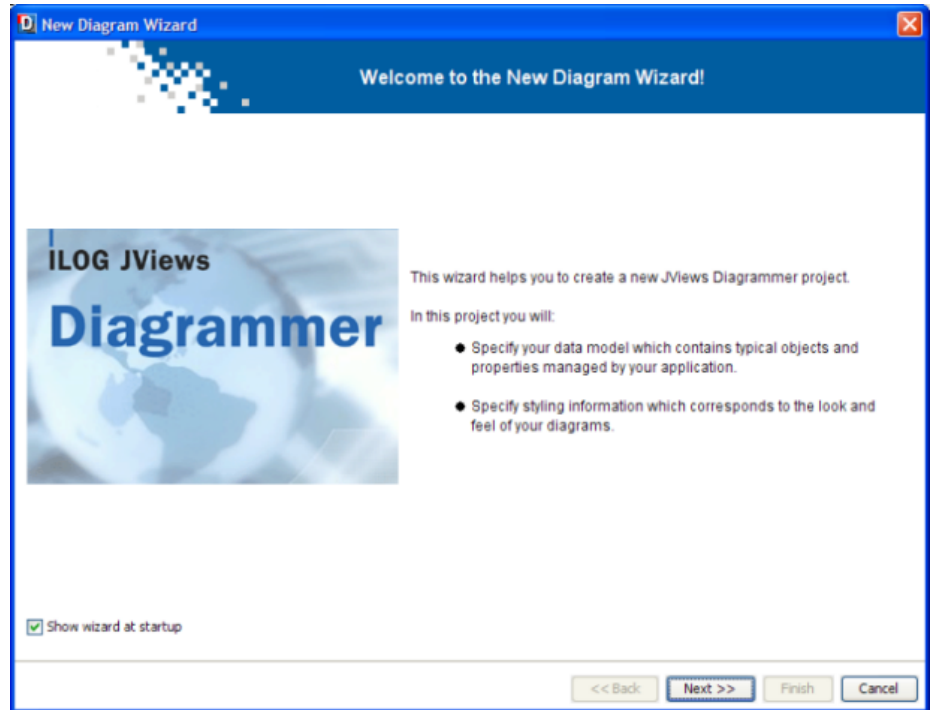 New Diagram Wizard
Welcome to the New Diagram Wizard!
ILOG JViews
Diagrammer
This wizard helps you to create a new JViews Diagrammer project.
In this project you will:
Specify your data model which contains typical objects and
properties managed by your application.
Specify styling information which corresponds to the look and
feel of your diagrams.
Show wizard at startup
<< Back Next >> Finish Cancel